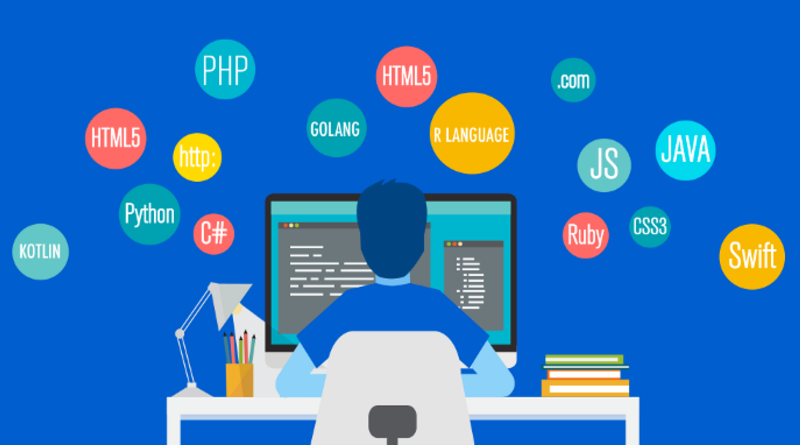 PHP
HTML5
.com
HTML5
http:
GOLANG
R LANGUAGE
JS
JAVA
Python
C#
Ruby
CSS3
KOTLIN
Swift